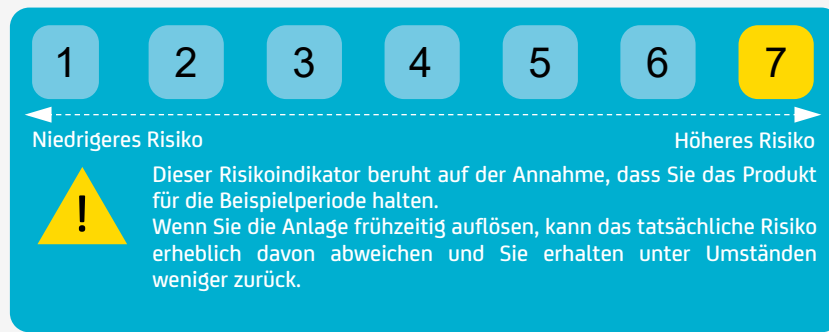 1 2 3 4 5 6 7
Niedrigeres Risiko Höheres Risiko
Dieser Risikoindikator beruht auf der Annahme, dass Sie das Produkt
für die Beispielperiode halten.
Wenn Sie die Anlage frühzeitig auflösen, kann das tatsächliche Risiko
erheblich davon abweichen und Sie erhalten unter Umständen
weniger zurück.
!